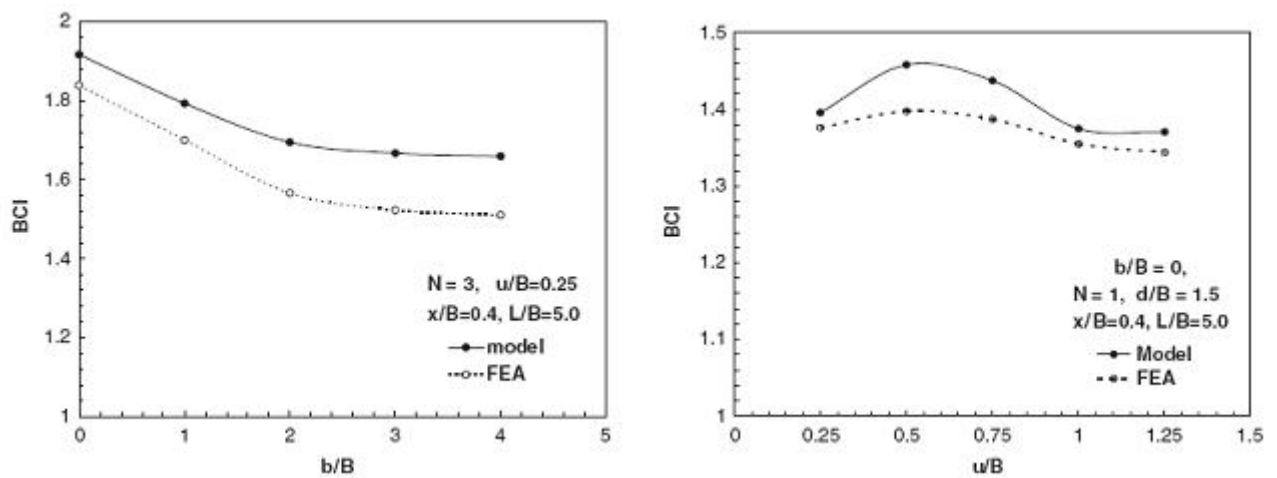 2
1.8
1.6
1.4
1.2
1
BCI
0 1 2 3 4 5
b/B
N = 3, u/B=0.25
x/B=0.4, L/B=5.0
model
FEA
1.5
1.4
1.3
1.2
1.1
1
BCI
0 0.25 0.5 0.75 1 1.25 1.5
u/B
b/B = 0,
N = 1, d/B = 1.5
x/B=0.4, L/B=5.0
Model
FEA